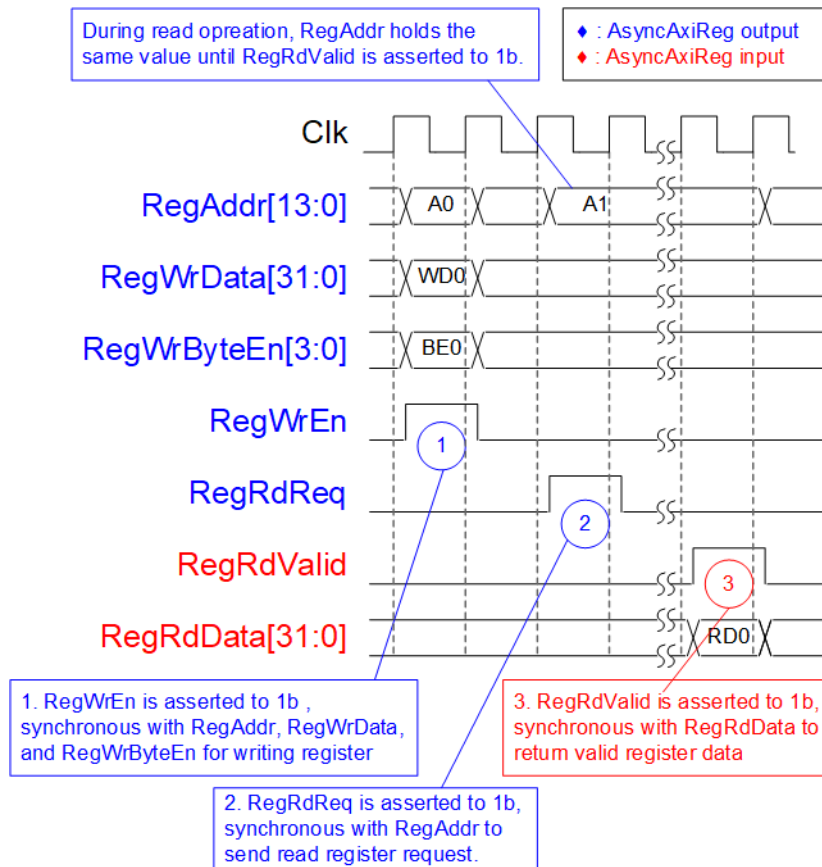 During read opreation, RegAddr holds the
same value until RegRdValid is asserted to 1b.
♦ : AsyncAxiReg output
♦ : AsyncAxiReg input
Clk
RegAddr[13:0]
A0
A1
RegWrData[31:0]
WD0
RegWrByteEn[3:0]
BE0
RegWrEn
1
RegRdReq
2
RegRdValid
3
RegRdData[31:0]
RD0
1. RegWrEn is asserted to 1b ,
synchronous with RegAddr, RegWrData,
and RegWrByteEn for writing register
3. RegRdValid is asserted to 1b,
synchronous with RegRdData to
return valid register data
2. RegRdReq is asserted to 1b,
synchronous with RegAddr to
send read register request.